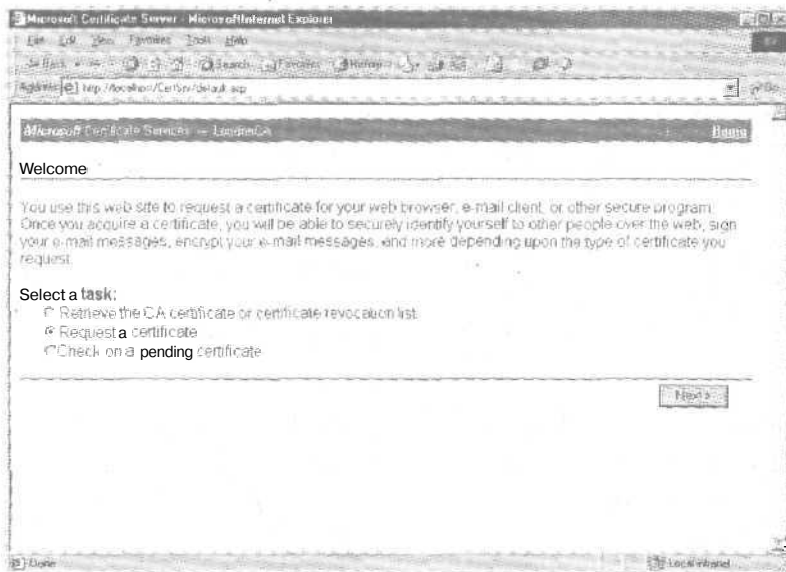 Microsoft Certificate Server - Microsoft Internet Explorer
File Edit View Favorites Tools Help
Back Search Favorites History
Address http://localhost/CertSrv/default.asp Go
Microsoft Certificate Services -- LondonCA Home
Welcome
You use this web site to request a certificate for your web browser, e-mail client, or other secure program.
Once you acquire a certificate, you will be able to securely identify yourself to other people over the web, sign
your e-mail messages, encrypt your e-mail messages, and more depending upon the type of certificate you
request.
Select a task:
Retrieve the CA certificate or certificate revocation list
Request a certificate
Check on a pending certificate
Next >
Done Local intranet